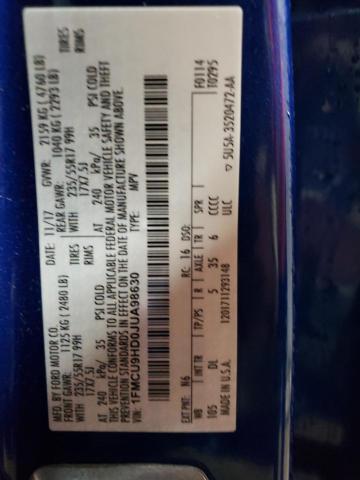 MFD. BY FORD MOTOR CO.
DATE: 11/17 GVWR: 2159 KG ( 4760 LB)
FRONT GAWR: 1125 KG ( 2480 LB) REAR GAWR: 1040 KG ( 2293 LB)
235/55R17 99H TIRES 235/55R17 99H TIRES
17X7.5J RIMS 17X7.5J RIMS
AT 240 kPa/ 35 PSI COLD AT 240 kPa/ 35 PSI COLD
THIS VEHICLE CONFORMS TO ALL APPLICABLE FEDERAL MOTOR VEHICLE SAFETY AND THEFT
PREVENTION STANDARDS IN EFFECT ON THE DATE OF MANUFACTURE SHOWN ABOVE.
VIN: 1FMCU9HD0JUA98630
TYPE: MPV
F0114
T0295
EXT PNT: N6 RC: 16 DSO:
WB INT TR TP/PS R AXLE TR SPR
105 DL 5 35 6 CCCC
ULC
MADE IN U.S.A. 1201711293148
5U5A-3520472-AA